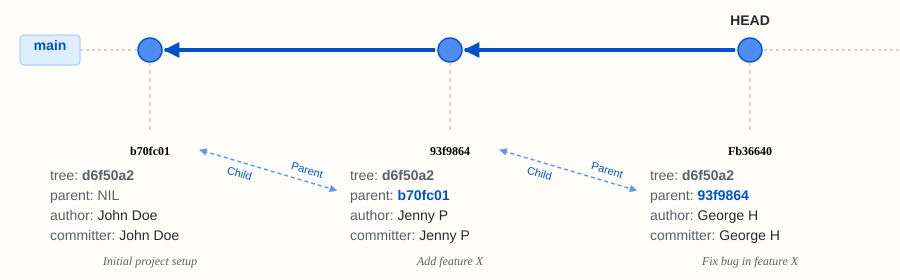 HEAD
main
b70fc01
93f9864
Fb36640
Child
Parent
Child
Parent
tree: d6f50a2
parent: NIL
author: John Doe
committer: John Doe
Initial project setup
tree: d6f50a2
parent: b70fc01
author: Jenny P
committer: Jenny P
Add feature X
tree: d6f50a2
parent: 93f9864
author: George H
committer: George H
Fix bug in feature X